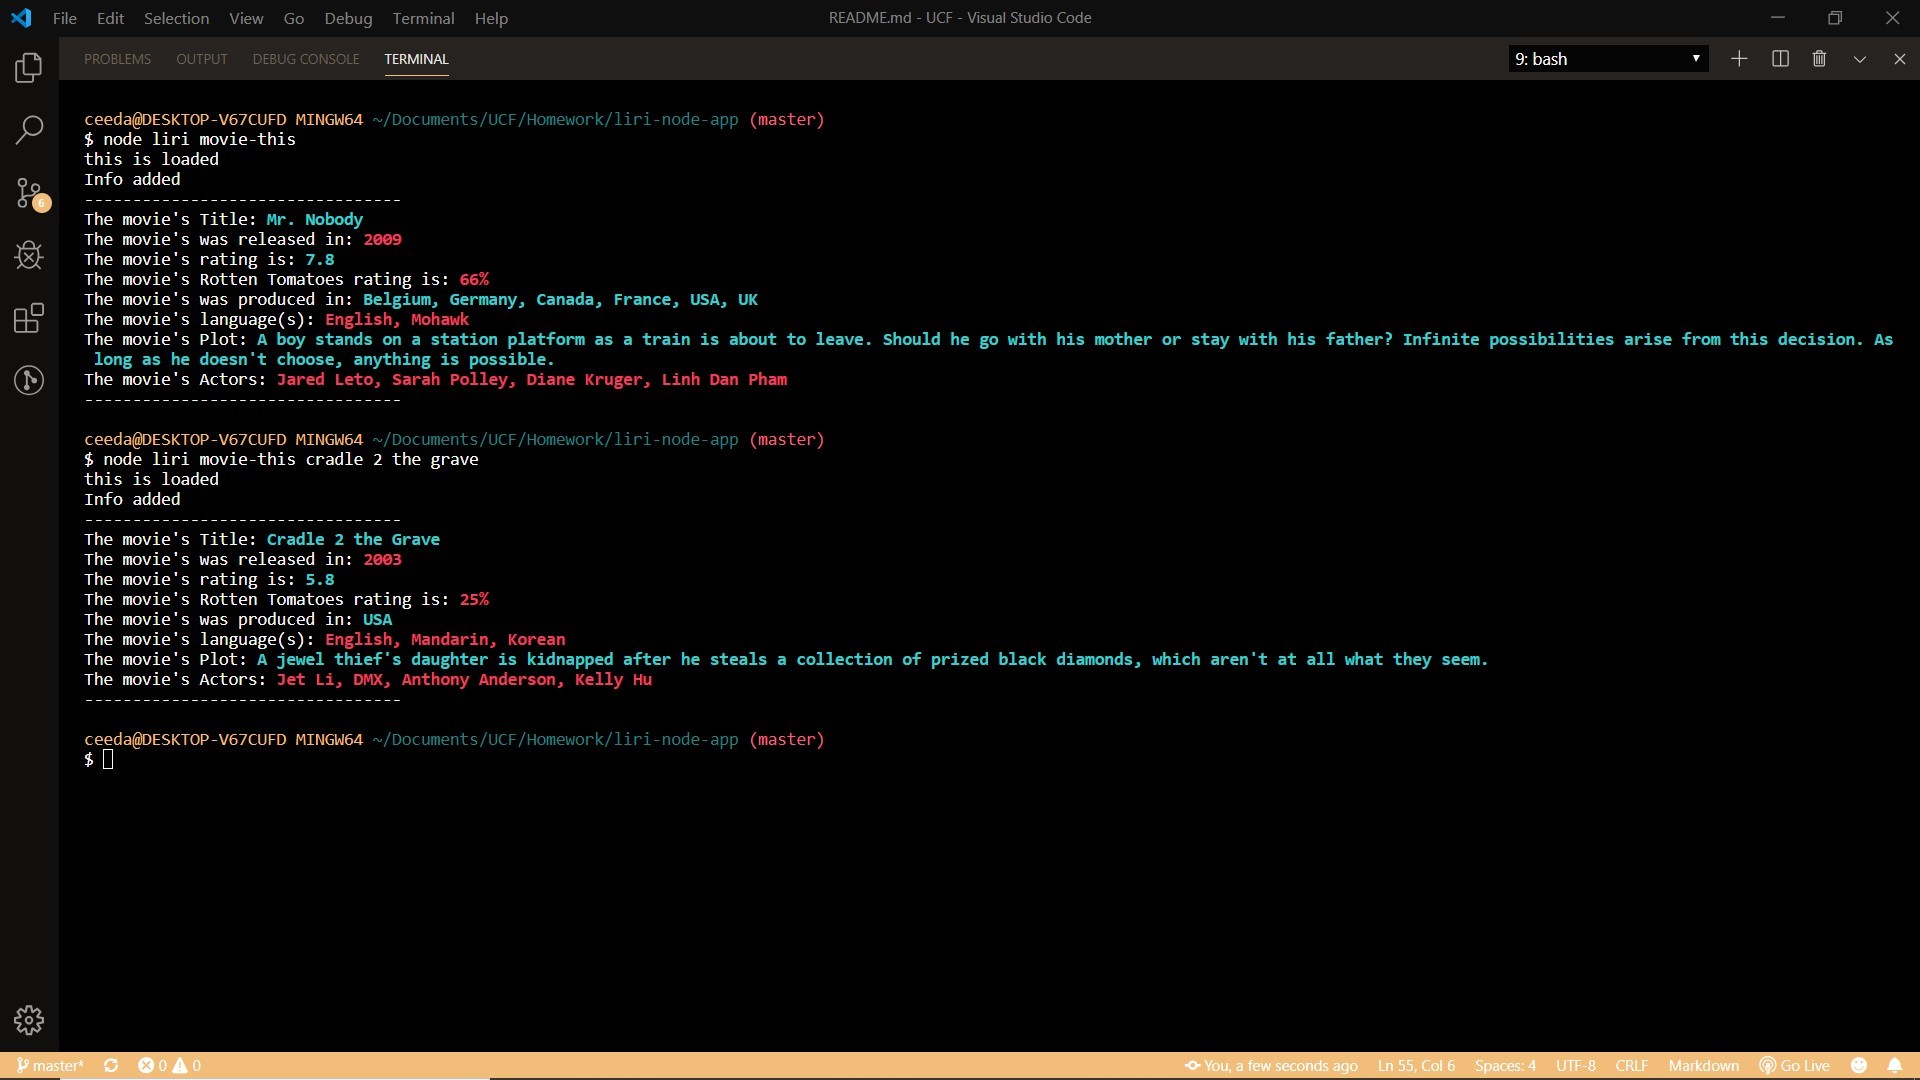 File Edit Selection View Go Debug Terminal Help README.md - UCF - Visual Studio Code
PROBLEMS OUTPUT DEBUG CONSOLE TERMINAL 9: bash
6
ceeda@DESKTOP-V67CUFD MINGW64 ~/Documents/UCF/Homework/liri-node-app (master)
$ node liri movie-this
this is loaded
Info added
---------------------------------
The movie's Title: Mr. Nobody
The movie's was released in: 2009
The movie's rating is: 7.8
The movie's Rotten Tomatoes rating is: 66%
The movie's was produced in: Belgium, Germany, Canada, France, USA, UK
The movie's language(s): English, Mohawk
The movie's Plot: A boy stands on a station platform as a train is about to leave. Should he go with his mother or stay with his father? Infinite possibilities arise from this decision. As
long as he doesn't choose, anything is possible.
The movie's Actors: Jared Leto, Sarah Polley, Diane Kruger, Linh Dan Pham
---------------------------------
ceeda@DESKTOP-V67CUFD MINGW64 ~/Documents/UCF/Homework/liri-node-app (master)
$ node liri movie-this cradle 2 the grave
this is loaded
Info added
---------------------------------
The movie's Title: Cradle 2 the Grave
The movie's was released in: 2003
The movie's rating is: 5.8
The movie's Rotten Tomatoes rating is: 25%
The movie's was produced in: USA
The movie's language(s): English, Mandarin, Korean
The movie's Plot: A jewel thief's daughter is kidnapped after he steals a collection of prized black diamonds, which aren't at all what they seem.
The movie's Actors: Jet Li, DMX, Anthony Anderson, Kelly Hu
---------------------------------
ceeda@DESKTOP-V67CUFD MINGW64 ~/Documents/UCF/Homework/liri-node-app (master)
$
master* 0 0 You, a few seconds ago Ln 55, Col 6 Spaces: 4 UTF-8 CRLF Markdown Go Live